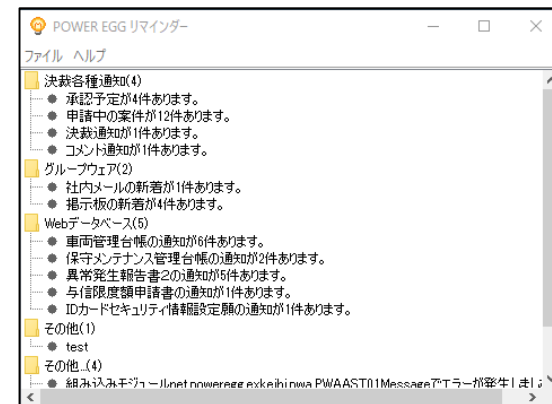 POWER EGG リマインダー
ファイル ヘルプ
決裁各種通知(4)
承認予定が4件あります。
申請中の案件が12件あります。
決裁通知が1件あります。
コメント通知が1件あります。
グループウェア(2)
社内メールの新着が1件あります。
掲示板の新着が4件あります。
Webデータベース(5)
車両管理台帳の通知が6件あります。
保守メンテナンス管理台帳の通知が2件あります。
異常発生報告書2の通知が5件あります。
与信限度額申請書の通知が1件あります。
IDカードセキュリティ情報設定願の通知が1件あります。
その他(1)
test
その他...(4)
組み込みモジュールnet.poweregg.exkeihi.pwa.PWAAST01Messageでエラーが発生しまし